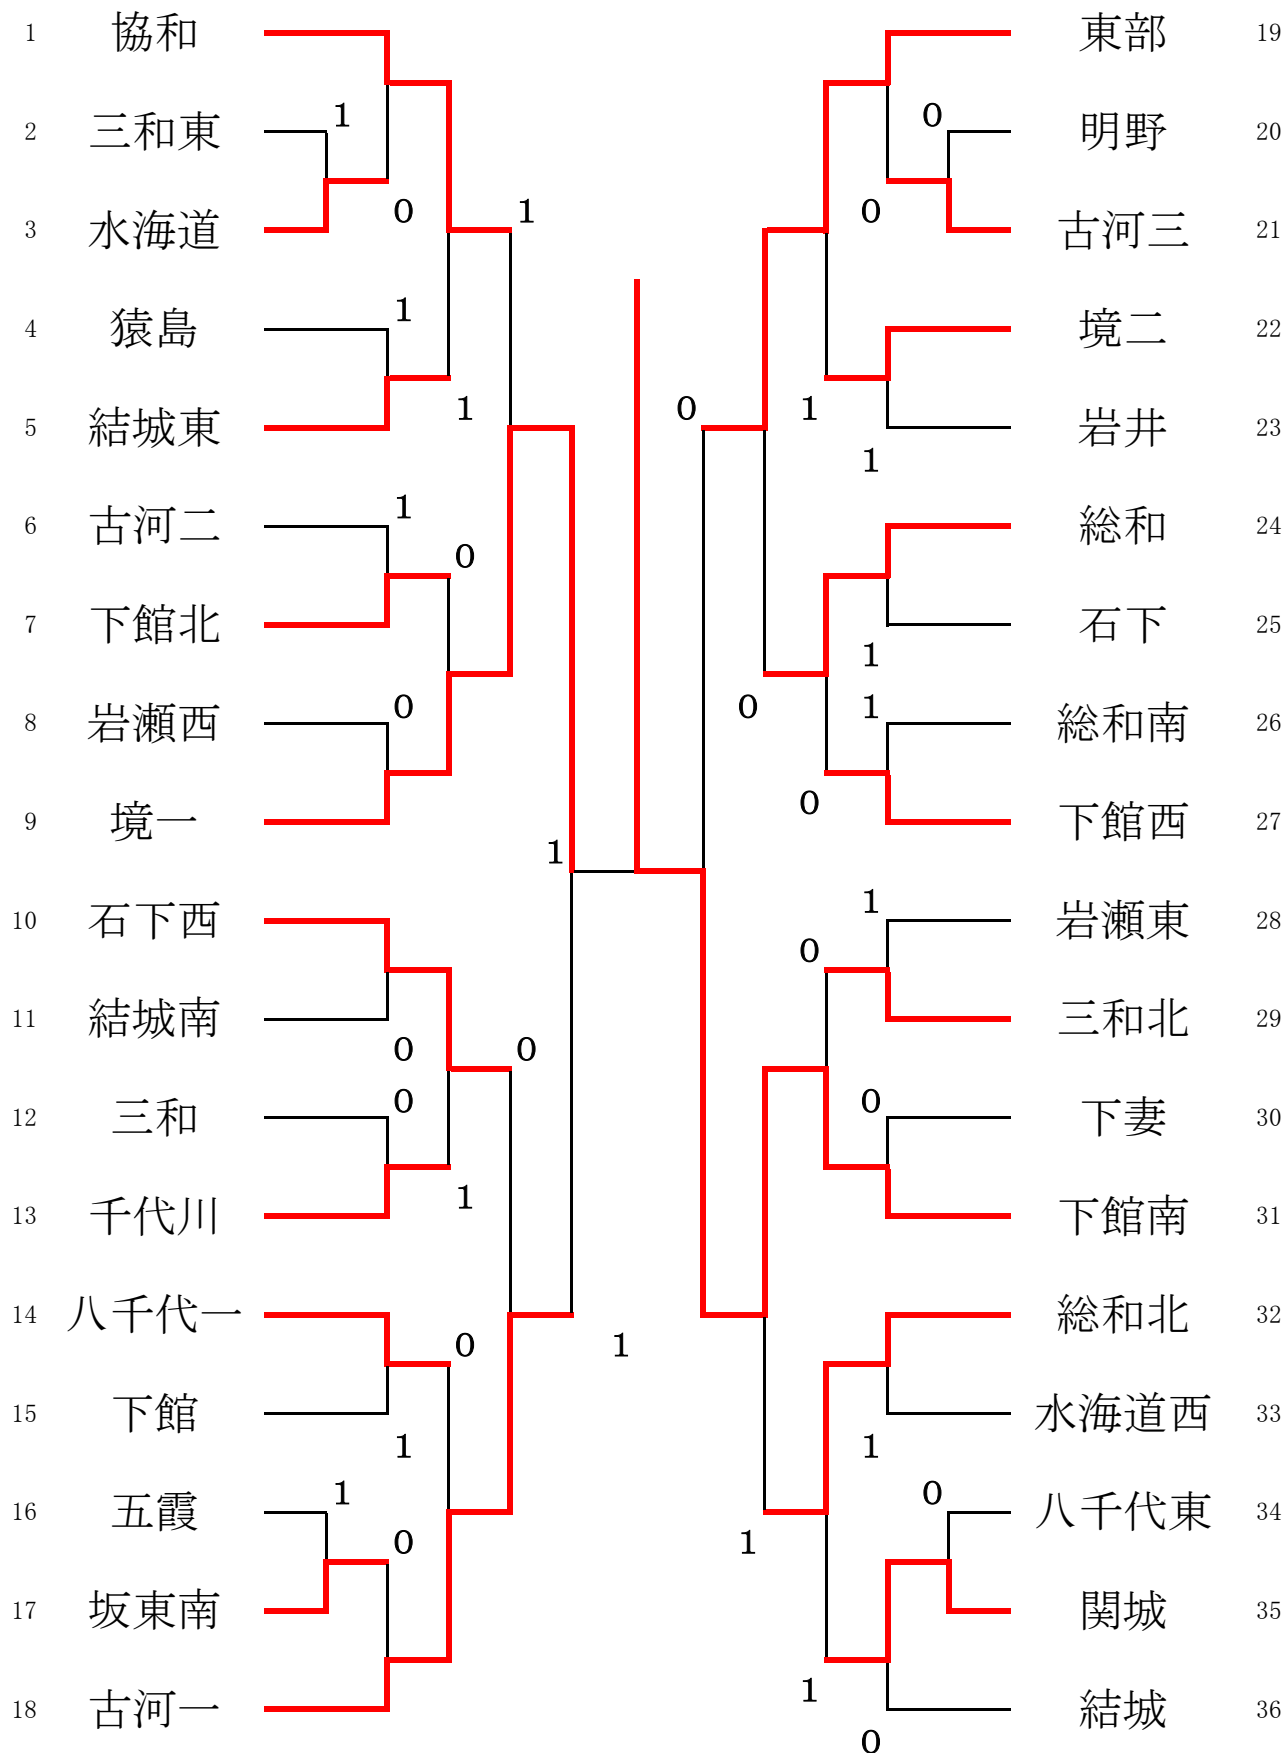 1 協和
1
2 三和東
0
3 水海道
1
1
4 猿島
1
5 結城東
1
6 古河二
0
7 下館北
0
8 岩瀬西
9 境一
1
10 石下西
11 結城南
0
0
0
12 三和
1
13 千代川
14 八千代一
0
1
15 下館
1
1
16 五霞
0
17 坂東南
18 古河一
東部 19
0
明野 20
0
古河三 21
境二 22
0
1
岩井 23
1
総和 24
石下 25
1
0
1
総和南 26
0
下館西 27
1
岩瀬東 28
0
三和北 29
0
下妻 30
下館南 31
総和北 32
水海道西 33
1
0
八千代東 34
1
関城 35
1
結城 36
0